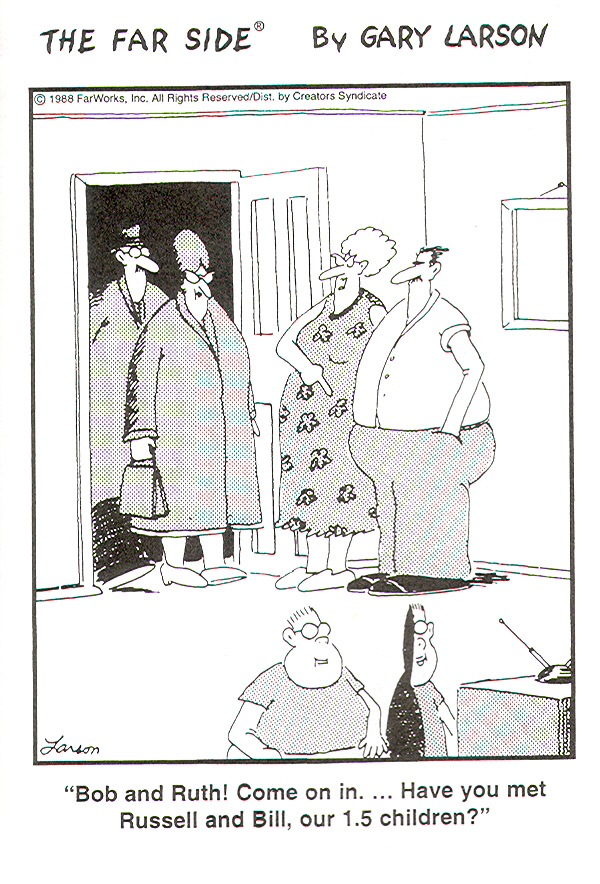 THE FAR SIDE® By GARY LARSON
© 1988 FarWorks, Inc. All Rights Reserved/Dist. by Creators Syndicate
Larson
“Bob and Ruth! Come on in. ... Have you met
Russell and Bill, our 1.5 children?”